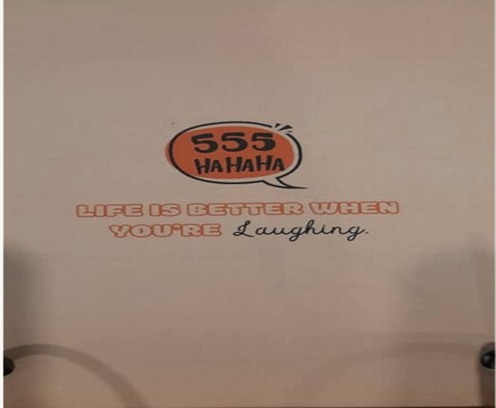 555
HAHAHA
LIFE IS BETTER WHEN
YOU'RE Laughing.